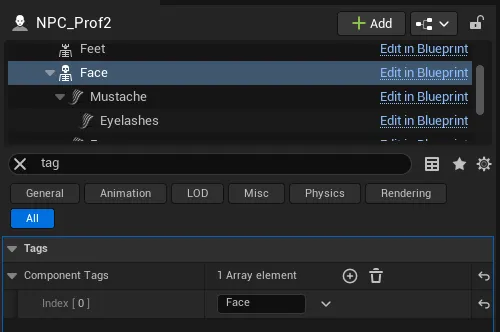 NPC_Prof2
Add
Feet Edit in Blueprint
Face Edit in Blueprint
Mustache Edit in Blueprint
Eyelashes Edit in Blueprint
tag
General Animation LOD Misc Physics Rendering
All
Tags
Component Tags 1 Array element
Index [ 0 ] Face